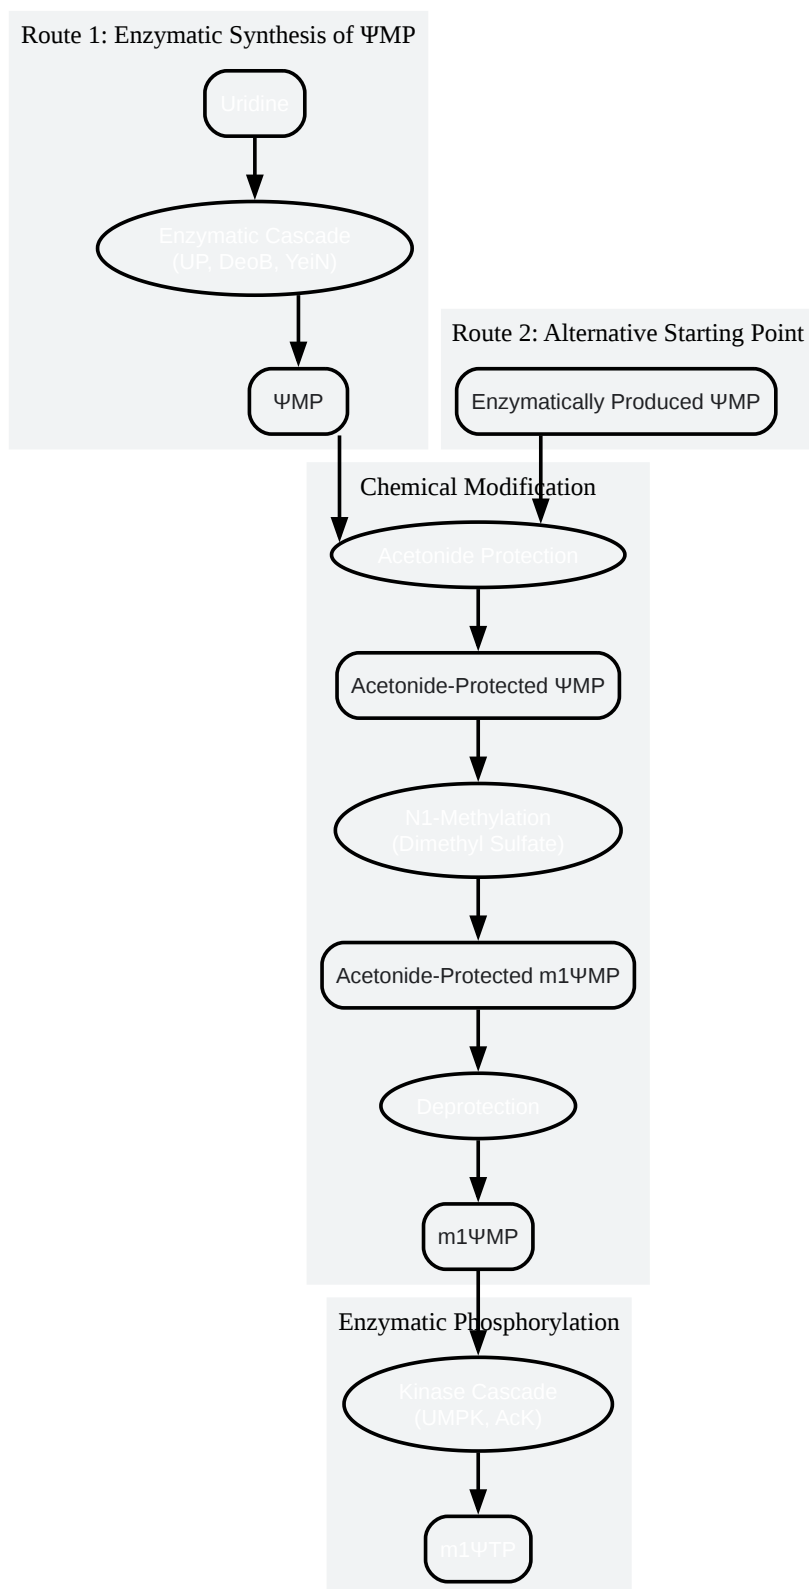 Route 1: Enzymatic Synthesis of ΨMP
Uridine
Enzymatic Cascade
(UP, DeoB, YeiN)
ΨMP
Route 2: Alternative Starting Point
Enzymatically Produced ΨMP
Chemical Modification
Acetonide Protection
Acetonide-Protected ΨMP
N1-Methylation
(Dimethyl Sulfate)
Acetonide-Protected m1ΨMP
Deprotection
m1ΨMP
Enzymatic Phosphorylation
Kinase Cascade
(UMPK, AcK)
m1ΨTP